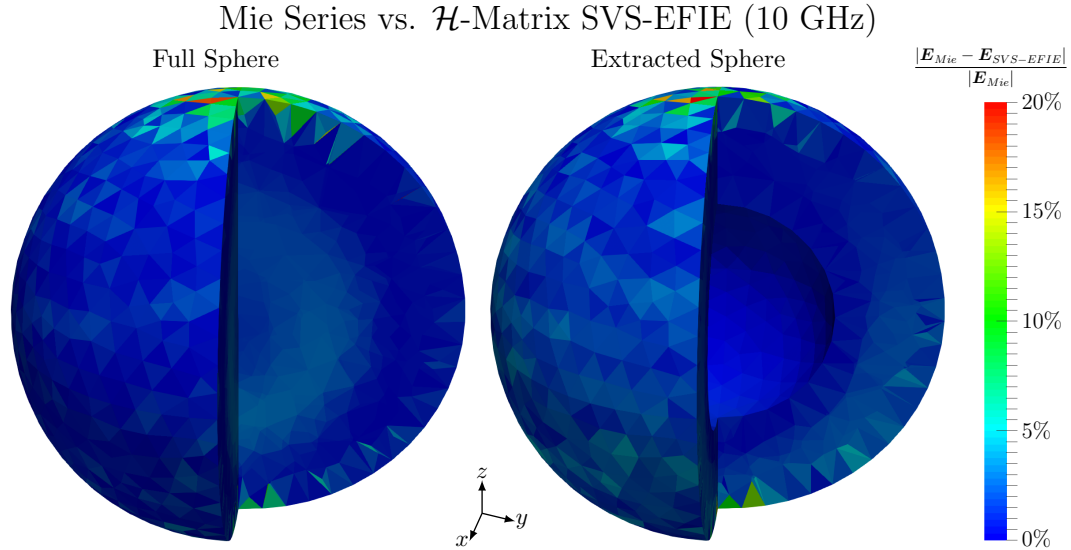 Mie Series vs. 𝓗-Matrix SVS-EFIE (10 GHz)
Full Sphere
Extracted Sphere
|E_Mie − E_SVS−EFIE|
|E_Mie|
20%
15%
10%
5%
0%
z
y
x